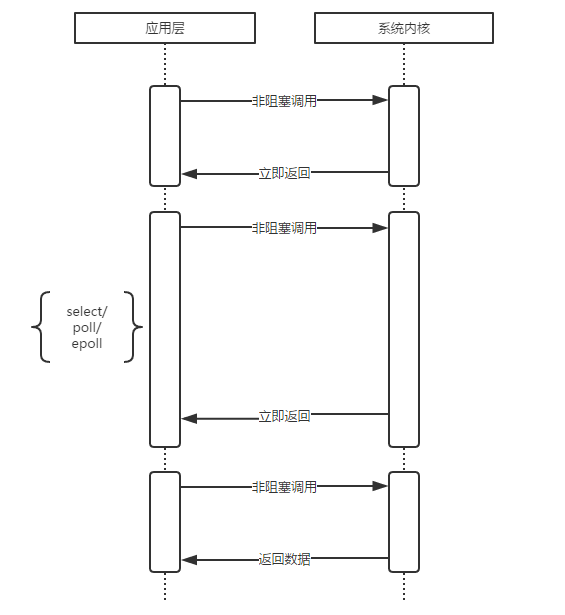 应用层
系统内核
非阻塞调用
立即返回
非阻塞调用
select/
poll/
epoll
立即返回
非阻塞调用
返回数据